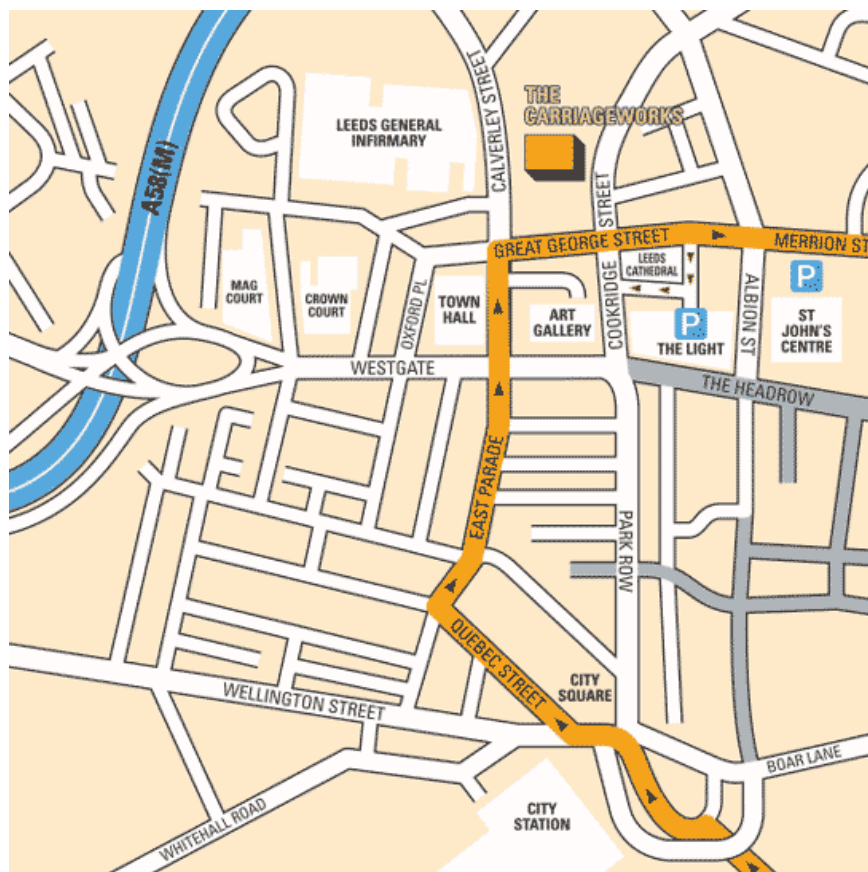 THE
CARRIAGEWORKS
LEEDS GENERAL
INFIRMARY
CALVERLEY STREET
A58(M)
COOKRIDGE STREET
GREAT GEORGE STREET
MERRION ST
LEEDS
CATHEDRAL
P
MAG
COURT
CROWN
COURT
OXFORD PL
TOWN
HALL
ART
GALLERY
P
THE LIGHT
ALBION ST
ST
JOHN'S
CENTRE
WESTGATE
THE HEADROW
EAST PARADE
PARK ROW
QUEBEC STREET
CITY
SQUARE
WELLINGTON STREET
BOAR LANE
CITY
STATION
WHITEHALL ROAD